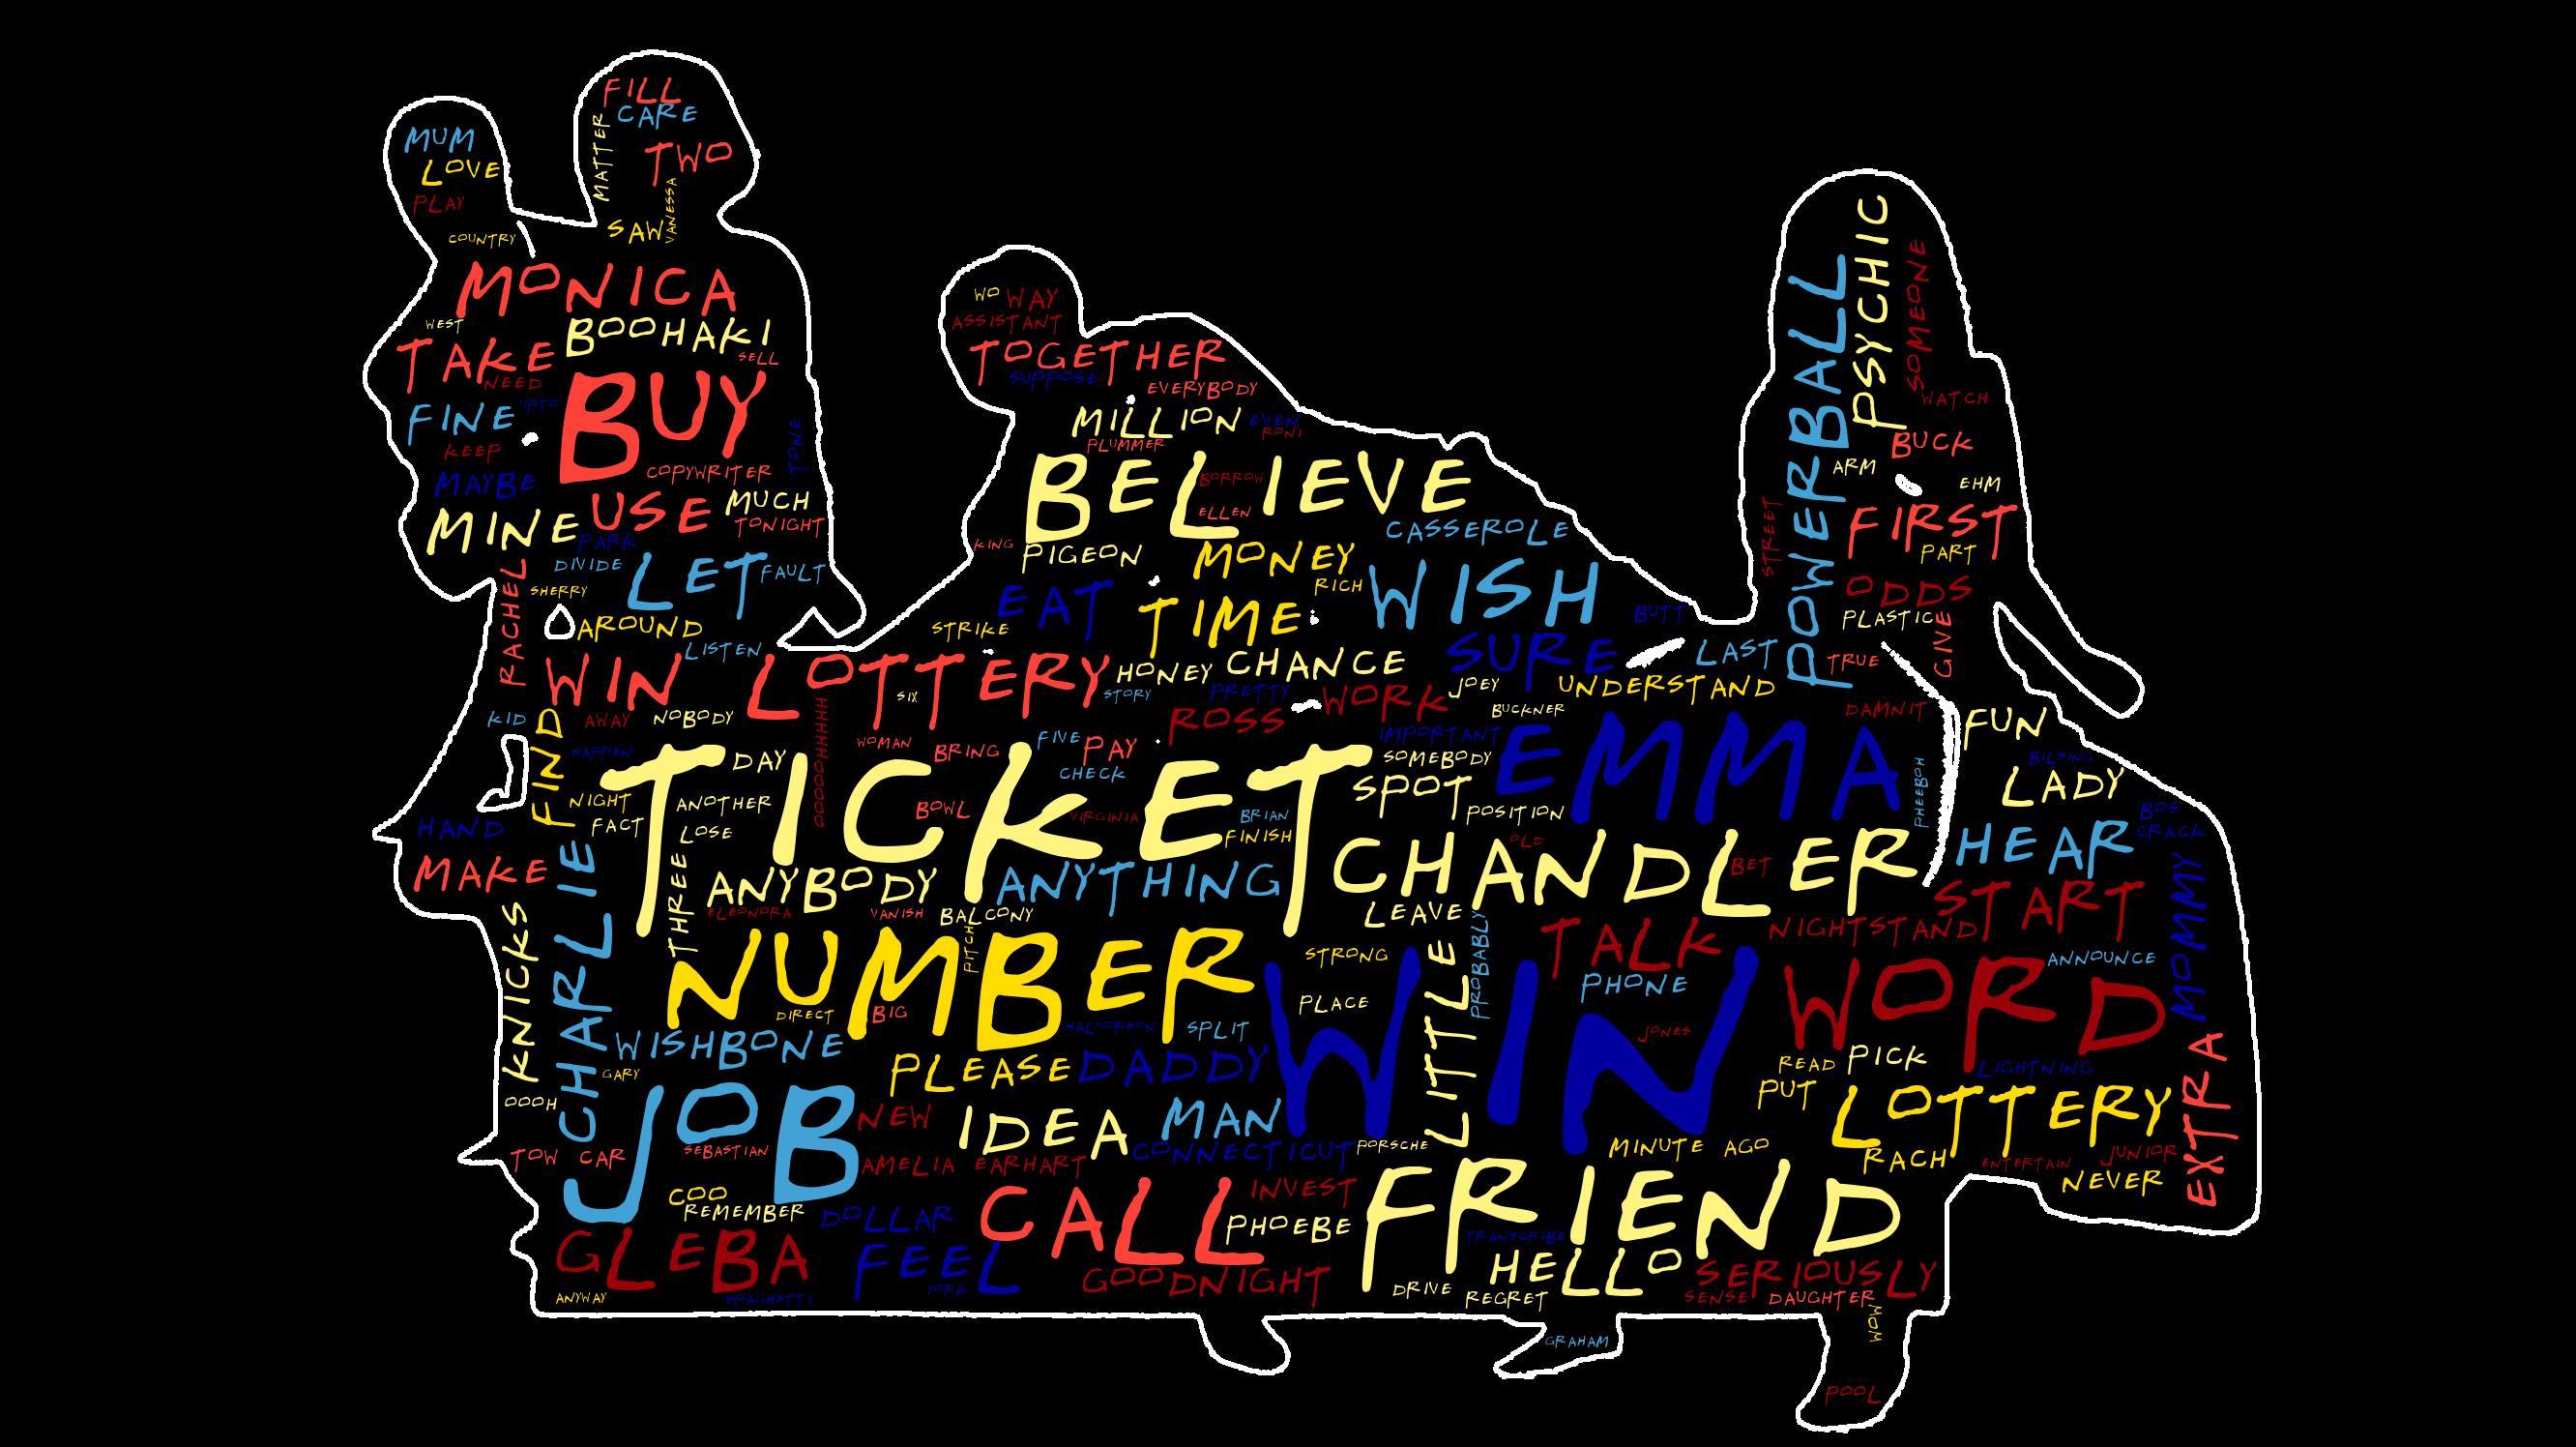 FILL
CARE
MATTER
TWO
VANESSA
SAW
MUM
LOVE
PLAY
COUNTRY
MONICA
WEST
BOOHAKI
TAKE
SELL
NEED
BUY
FINE
UPTO
TONE
KEEP
COPYWRITER
MAYBE
USE
MUCH
TONIGHT
MINE
PARK
DIVIDE
LET
FAULT
RACHEL
SHERRY
AROUND
LISTEN
WIN
LOTTERY
SIX
KID
FIND
AWAY
NOBODY
HAPPEN
HHHHHOOOOO
WO
WAY
ASSISTANT
TOGETHER
SUPPOSE
EVERYBODY
MILLION
EVEN
RONI
PLUMMER
BELIEVE
BORROW
ELLEN
CASSEROLE
KING
PIGEON
MONEY
RICH
WISH
EAT
TIME
STRIKE
BUTT
SURE
HONEY
CHANCE
LAST
STORY
PRETTY
WORK
JOEY
UNDERSTAND
ROSS
BUCKNER
IMPORTANT
POWERBALL
PSYCHIC
SOMEONE
WATCH
BUCK
ARM
EHM
STREET
FIRST
PART
ODDS
PLASTIC
GIVE
TRUE
DAMNIT
FUN
BILSING
LADY
PHEEBOH
BOS
CRACK
HEAR
MOMMY
WOMAN
BRING
FIVE
PAY
CHECK
DAY
TICKET
SOMEBODY
SPOT
EMMA
NIGHT
ANOTHER
BOWL
VIRGINIA
BRIAN
POSITION
FACT
LOSE
FINISH
OLD
HAND
MAKE
CHARLIE
THREE
ANYBODY
ANYTHING
CHANDLER
BET
ELEONORA
VANISH
BALCONY
LEAVE
START
KNICKS
PITCH
NUMBER
STRONG
LITTLE
PROBABLY
TALK
NIGHTSTAND
ANNOUNCE
PHONE
PLACE
WIN
WORD
DIRECT
BIG
HALVORSON
SPLIT
JONES
WISHBONE
GARY
PLEASE
DADDY
READ
PICK
LIGHTNING
EXTRA
PUT
LOTTERY
OOOH
JOB
NEW
IDEA
MAN
CONNECTICUT
PORSCHE
MINUTE AGO
RACH
ENTERTAIN
JUNIOR
NEVER
TOW CAR
SEBASTIAN
AMELIA EARHART
COO
REMEMBER
DOLLAR
CALL
INVEST
PHOEBE
FRIEND
TRANSCRIBE
GLEBA
FEEL
YORK
GOODNIGHT
HELLO
SERIOUSLY
ANYWAY
SPAGHETTI
DRIVE
REGRET
SENSE
DAUGHTER
WOW
GRAHAM
POOL